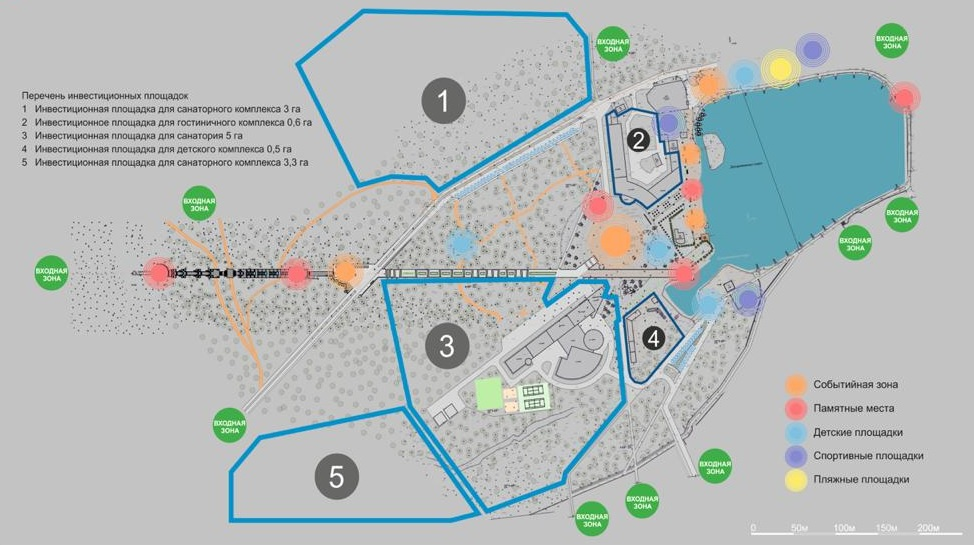 ВХОДНАЯ
ЗОНА
ВХОДНАЯ
ЗОНА
Перечень инвестиционных площадок
1 Инвестиционная площадка для санаторного комплекса 3 га
2 Инвестиционное площадка для гостиничного комплекса 0,6 га
3 Инвестиционная площадка для санатория 5 га
4 Инвестиционная площадка для детского комплекса 0,5 га
5 Инвестиционная площадка для санаторного комплекса 3,3 га
1
2
ВХОДНАЯ
ЗОНА
ВХОДНАЯ
ЗОНА
ВХОДНАЯ
ЗОНА
ВХОДНАЯ
ЗОНА
3
4
Событийная зона
Памятные места
Детские площадки
Спортивные площадки
Пляжные площадки
ВХОДНАЯ
ЗОНА
5
ВХОДНАЯ
ЗОНА
ВХОДНАЯ
ЗОНА
ВХОДНАЯ
ЗОНА
0 50м 100м 150м 200м